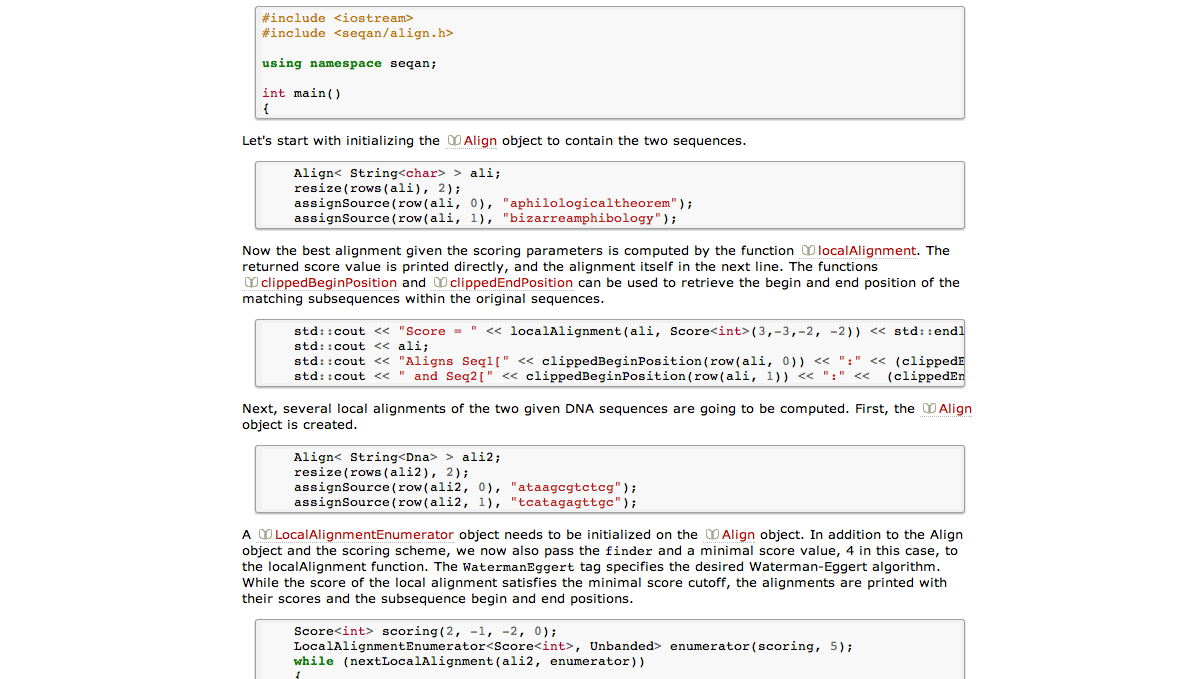 #include <iostream>
#include <seqan/align.h>
using namespace seqan;
int main()
{
Let's start with initializing the Align object to contain the two sequences.
Align< String<char> > ali;
resize(rows(ali), 2);
assignSource(row(ali, 0), "aphilologicaltheorem");
assignSource(row(ali, 1), "bizarreamphibology");
Now the best alignment given the scoring parameters is computed by the function localAlignment. The
returned score value is printed directly, and the alignment itself in the next line. The functions
clippedBeginPosition and clippedEndPosition can be used to retrieve the begin and end position of the
matching subsequences within the original sequences.
std::cout << "Score = " << localAlignment(ali, Score<int>(3,-3,-2, -2)) << std::endl
std::cout << ali;
std::cout << "Aligns Seq1[" << clippedBeginPosition(row(ali, 0)) << ":" << (clippedE
std::cout << " and Seq2[" << clippedBeginPosition(row(ali, 1)) << ":" << (clippedEn
Next, several local alignments of the two given DNA sequences are going to be computed. First, the Align
object is created.
Align< String<Dna> > ali2;
resize(rows(ali2), 2);
assignSource(row(ali2, 0), "ataagcgtctcg");
assignSource(row(ali2, 1), "tcatagagttgc");
A LocalAlignmentEnumerator object needs to be initialized on the Align object. In addition to the Align
object and the scoring scheme, we now also pass the finder and a minimal score value, 4 in this case, to
the localAlignment function. The WatermanEggert tag specifies the desired Waterman-Eggert algorithm.
While the score of the local alignment satisfies the minimal score cutoff, the alignments are printed with
their scores and the subsequence begin and end positions.
Score<int> scoring(2, -1, -2, 0);
LocalAlignmentEnumerator<Score<int>, Unbanded> enumerator(scoring, 5);
while (nextLocalAlignment(ali2, enumerator))
{